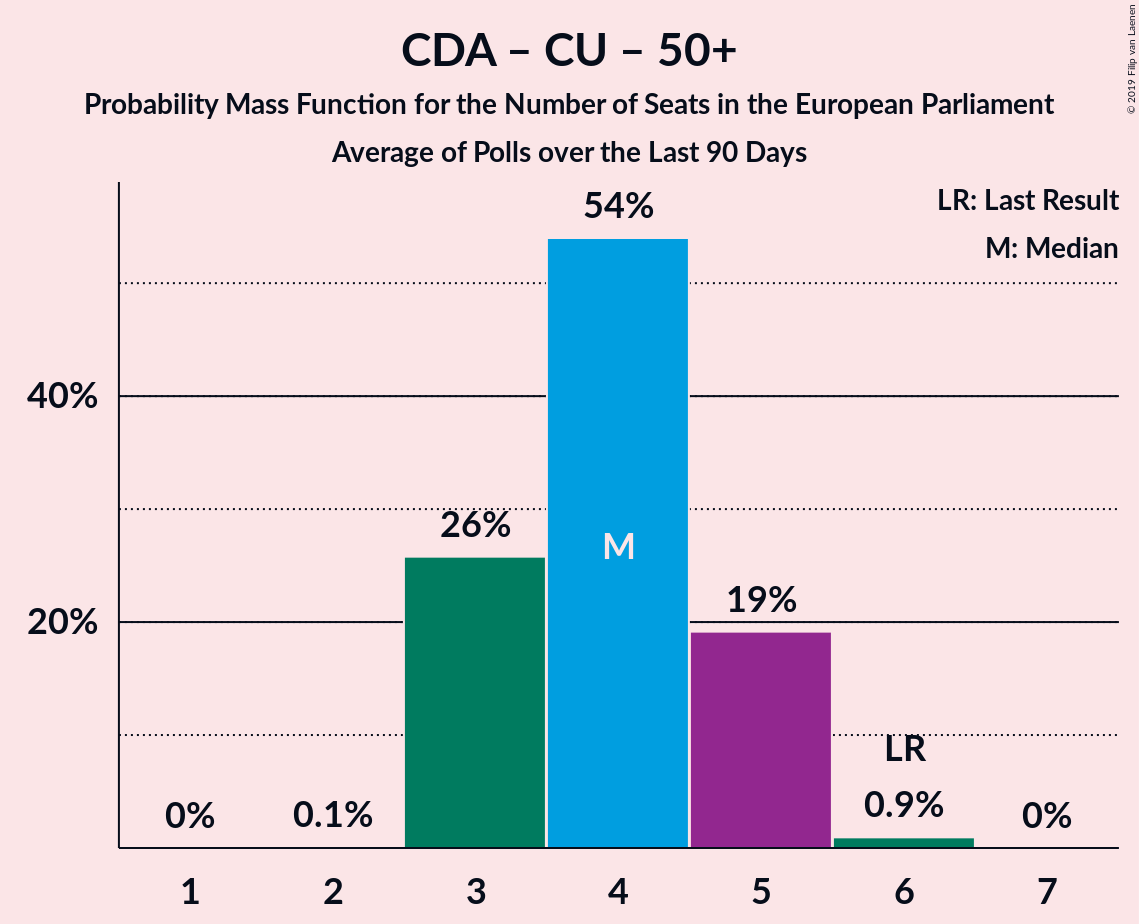 CDA – CU – 50+
Probability Mass Function for the Number of Seats in the European Parliament
Average of Polls over the Last 90 Days
© 2019 Filip van Laenen
LR: Last Result
M: Median
54%
40%
26%
M
20%
19%
LR
0% 0.1% 0.9% 0%
1 2 3 4 5 6 7